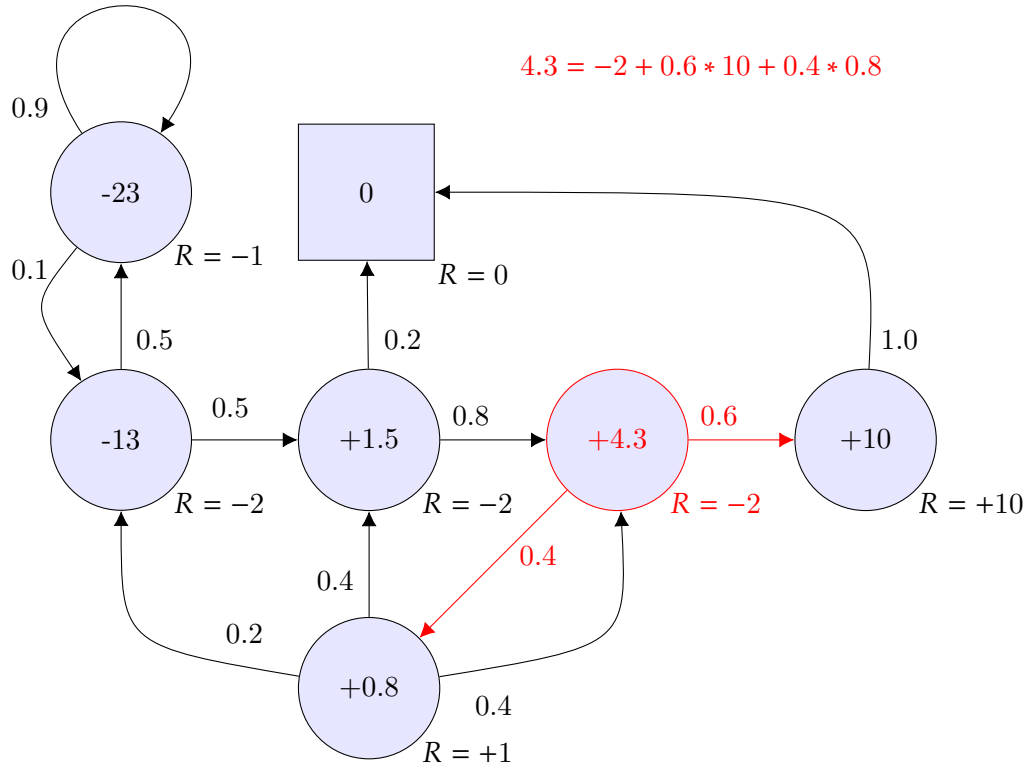 4.3 = −2 + 0.6 ∗ 10 + 0.4 ∗ 0.8
0.9
-23
0
R = −1
0.1
R = 0
0.5
0.2
1.0
0.5
0.8
0.6
-13
+1.5
+4.3
+10
R = −2
R = −2
R = −2
R = +10
0.4
0.4
0.2
+0.8
0.4
R = +1